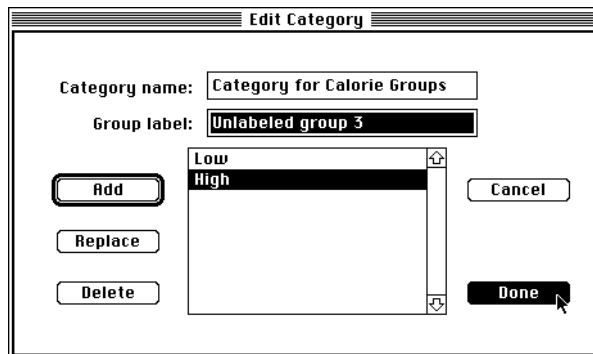 Edit Category
Category name: Category for Calorie Groups
Group label: Unlabeled group 3
Low
High
Add
Cancel
Replace
Delete
Done